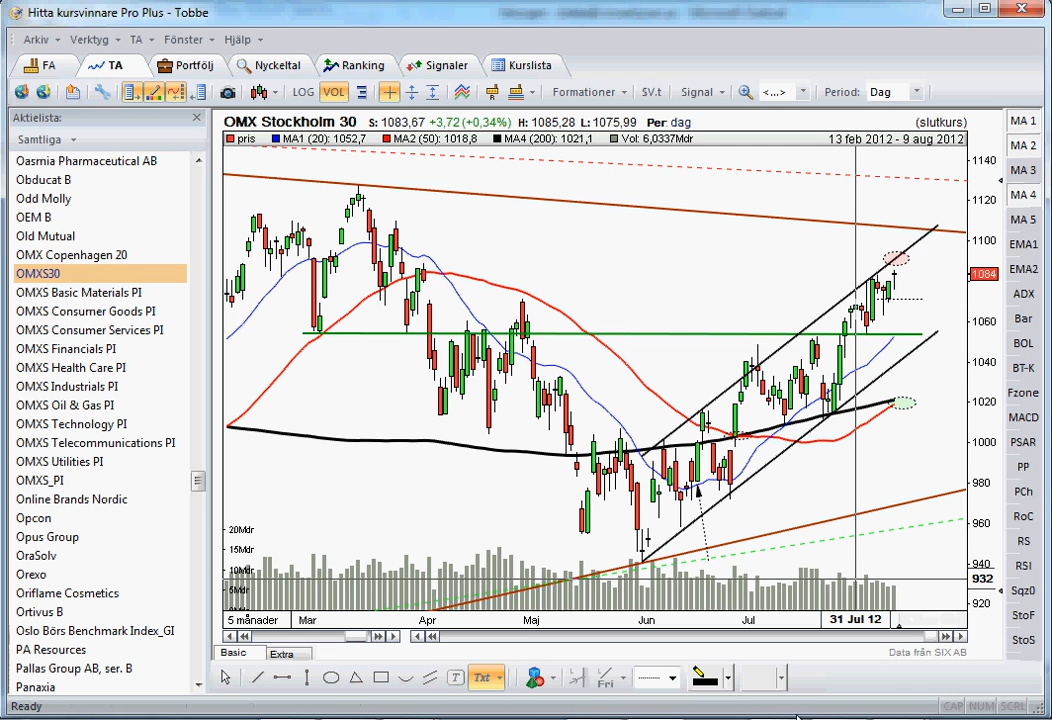 Hitta kursvinnare Pro Plus - Tobbe
Arkiv Verktyg TA Fönster Hjälp
FA TA Portfölj Nyckeltal Ranking Signaler Kurslista
LOG VOL Formationer SV.t Signal <...> Period: Dag
Aktielista:
Samtliga
Oasmia Pharmaceutical AB
Obducat B
Odd Molly
OEM B
Old Mutual
OMX Copenhagen 20
OMXS30
OMXS Basic Materials PI
OMXS Consumer Goods PI
OMXS Consumer Services PI
OMXS Financials PI
OMXS Health Care PI
OMXS Industrials PI
OMXS Oil & Gas PI
OMXS Technology PI
OMXS Telecommunications PI
OMXS Utilities PI
OMXS_PI
Online Brands Nordic
Opcon
Opus Group
OraSolv
Orexo
Oriflame Cosmetics
Ortivus B
Oslo Börs Benchmark Index_GI
PA Resources
Pallas Group AB, ser. B
Panaxia
OMX Stockholm 30 S: 1083,67 +3,72 (+0,34%) H: 1085,28 L: 1075,99 Per: dag (slutkurs)
pris MA1 (20): 1052,7 MA2 (50): 1018,8 MA4 (200): 1021,1 Vol: 6,0337Mdr 13 feb 2012 - 9 aug 2012
1140
1120
1100
1084
1060
1040
1020
1000
980
960
940
932
920
20Mdr
15Mdr
10Mdr
5Mdr
0Mdr
5 månader Mar Apr Maj Jun Jul 31 Jul 12
Basic Extra
Data från SIX AB
MA 1
MA 2
MA 3
MA 4
MA 5
EMA1
EMA2
ADX
Bar
BOL
BT-K
Fzone
MACD
PSAR
PP
PCh
RoC
RS
RSI
Sqz0
StoF
StoS
T Txt Fri
Ready CAP NUM SCRL